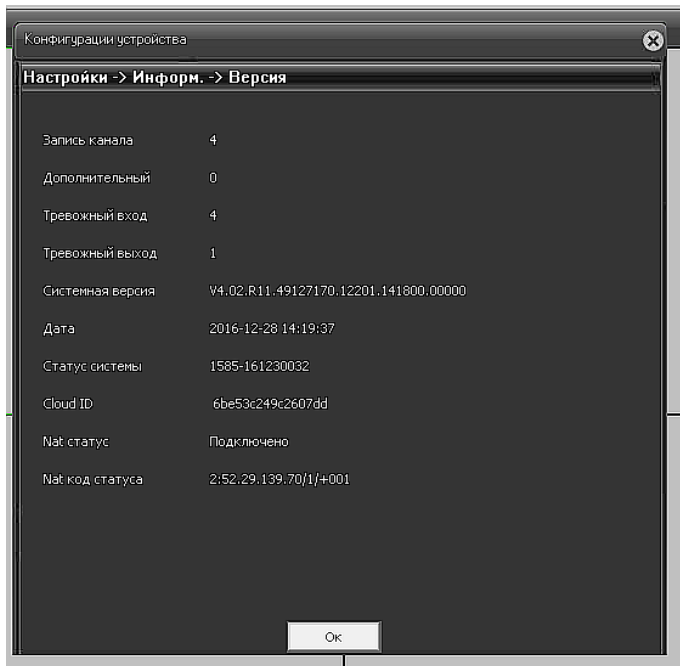 Конфигурации устройства
Настройки -> Информ. -> Версия
Запись канала 4
Дополнительный 0
Тревожный вход 4
Тревожный выход 1
Системная версия V4.02.R11.49127170.12201.141800.00000
Дата 2016-12-28 14:19:37
Статус системы 1585-161230032
Cloud ID 6be53c249c2607dd
Nat статус Подключено
Nat код статуса 2:52.29.139.70/1/+001
Ок